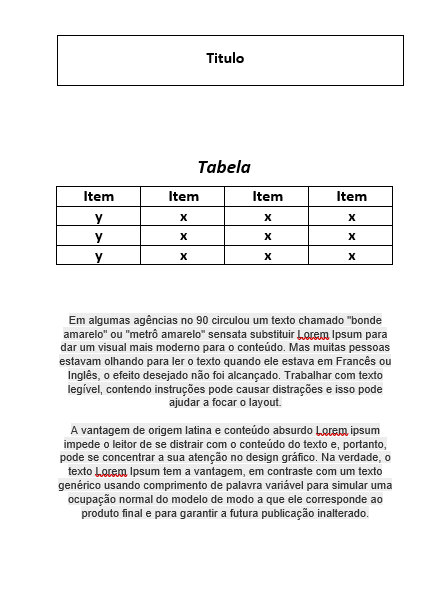 Titulo
Tabela
Item Item Item Item
y x x x
y x x x
y x x x
Em algumas agências no 90 circulou um texto chamado "bonde
amarelo" ou "metrô amarelo" sensata substituir Lorem Ipsum para
dar um visual mais moderno para o conteúdo. Mas muitas pessoas
estavam olhando para ler o texto quando ele estava em Francês ou
Inglês, o efeito desejado não foi alcançado. Trabalhar com texto
legível, contendo instruções pode causar distrações e isso pode
ajudar a focar o layout.
A vantagem de origem latina e conteúdo absurdo Lorem ipsum
impede o leitor de se distrair com o conteúdo do texto e, portanto,
pode se concentrar a sua atenção no design gráfico. Na verdade, o
texto Lorem Ipsum tem a vantagem, em contraste com um texto
genérico usando comprimento de palavra variável para simular uma
ocupação normal do modelo de modo a que ele corresponde ao
produto final e para garantir a futura publicação inalterado.